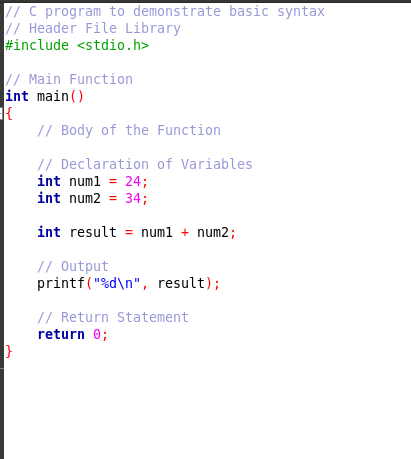 // C program to demonstrate basic syntax
// Header File Library
#include <stdio.h>
// Main Function
int main()
{
// Body of the Function
// Declaration of Variables
int num1 = 24;
int num2 = 34;
int result = num1 + num2;
// Output
printf("%d\n", result);
// Return Statement
return 0;
}